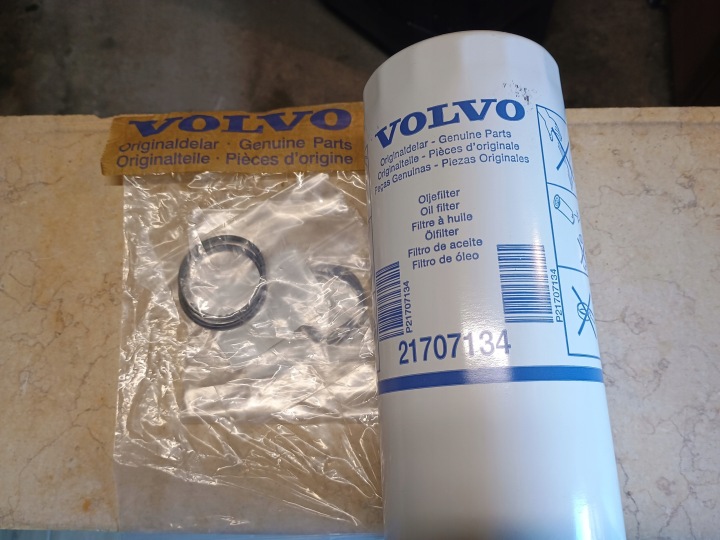 VOLVO
Originaldelar · Genuine Parts
Originalteile · Pièces d'origine
VOLVO
Originaldelar - Genuine Parts
Originalteile - Pièces d'originale
Peças Genuinas - Piezas Originales
Oljefilter
Oil filter
Filtre à huile
Ölfilter
Filtro de aceite
Filtro de óleo
P21707134
P21707134
21707134